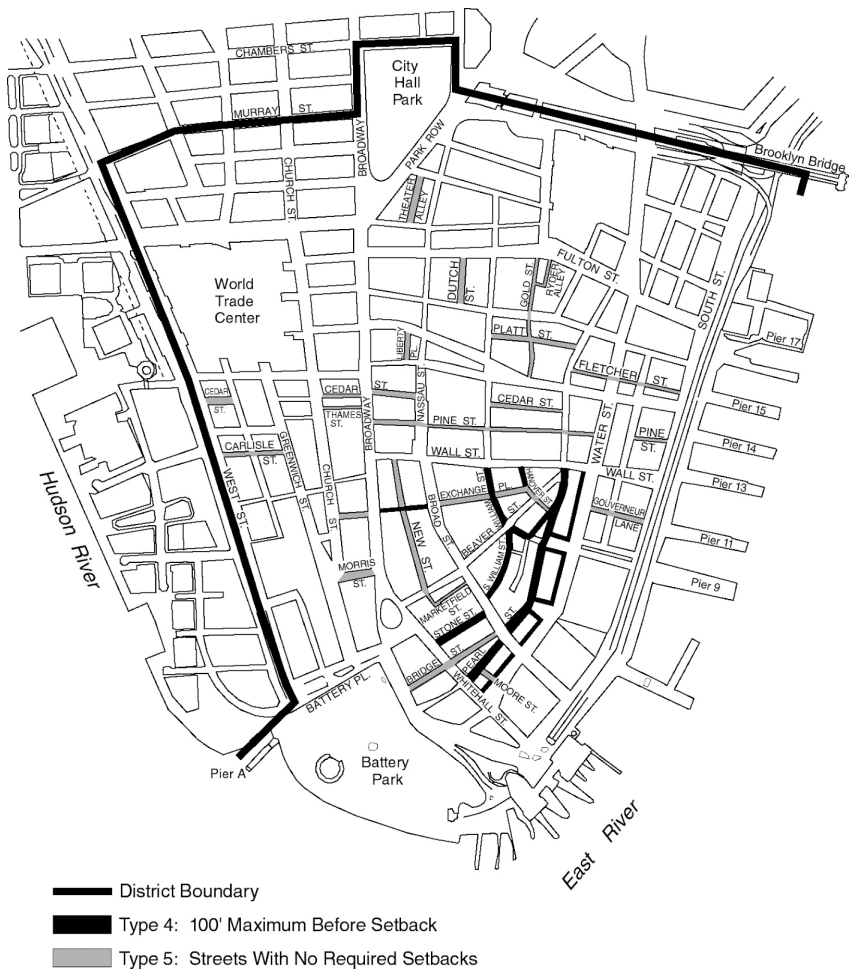 CHAMBERS ST.
City
Hall
Park
MURRAY ST.
BROADWAY
PARK ROW
Brooklyn Bridge
CHURCH ST.
THEATER
ALLEY
FULTON ST.
SOUTH ST.
World
Trade
Center
DUTCH
ST.
GOLD ST.
RYDER
ALLEY
Pier 17
PLATT ST.
LIBERTY
PL.
FLETCHER ST.
CEDAR
ST.
CEDAR ST.
NASSAU ST.
CEDAR ST.
Pier 15
THAMES
ST.
BROADWAY
PINE ST.
WATER ST.
PINE
ST.
CARLISLE
ST.
GREENWICH ST.
WALL ST.
WALL ST.
Pier 14
WEST ST.
CHURCH ST.
Pier 13
Hudson River
EXCHANGE PL.
WILLIAM ST.
HANOVER ST.
GOUVERNEUR
LANE
BROAD ST.
NEW ST.
BEAVER ST.
Pier 11
MORRIS
ST.
S. WILLIAM ST.
Pier 9
MARKETFIELD
ST.
STONE ST.
BRIDGE ST.
PEARL ST.
MOORE ST.
WHITEHALL ST.
BATTERY PL.
Pier A
Battery
Park
East River
District Boundary
Type 4: 100' Maximum Before Setback
Type 5: Streets With No Required Setbacks